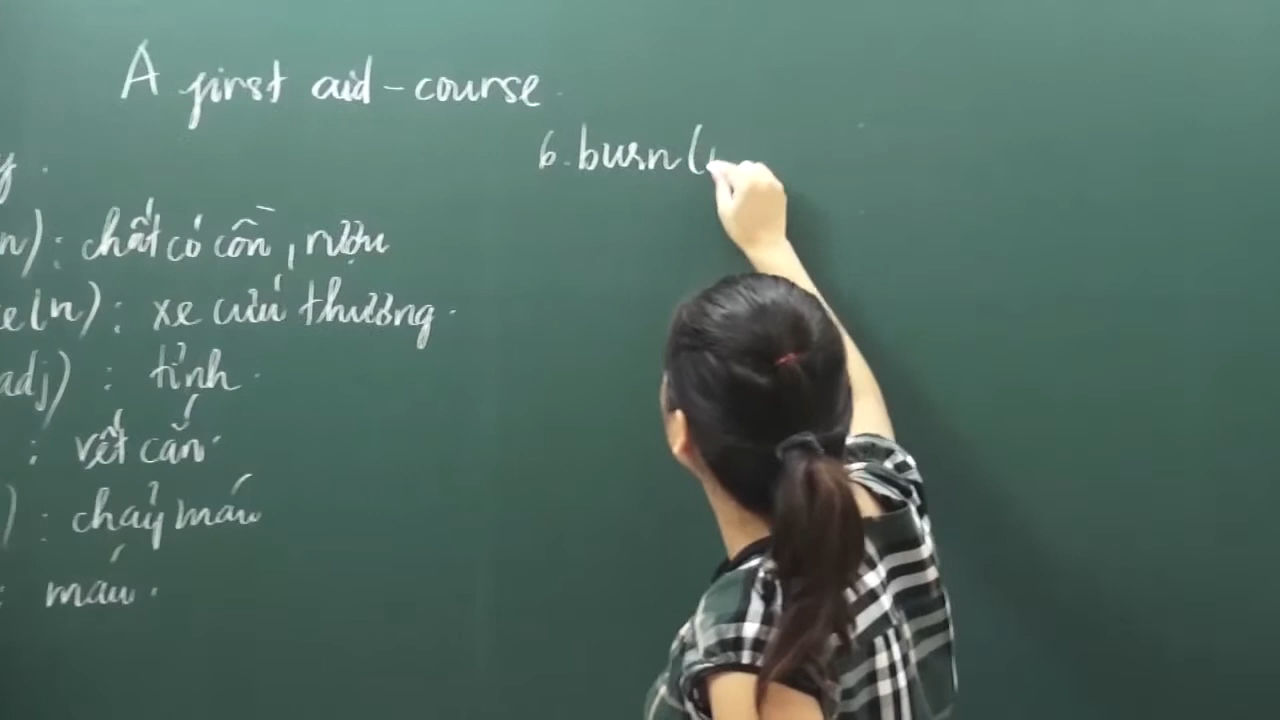 A first aid-course
y.
n): chất có cồn, rượu
e(n): xe cứu thương.
adj) : tỉnh.
: vết cắn
) : chảy máu
: máu.
6. burn (